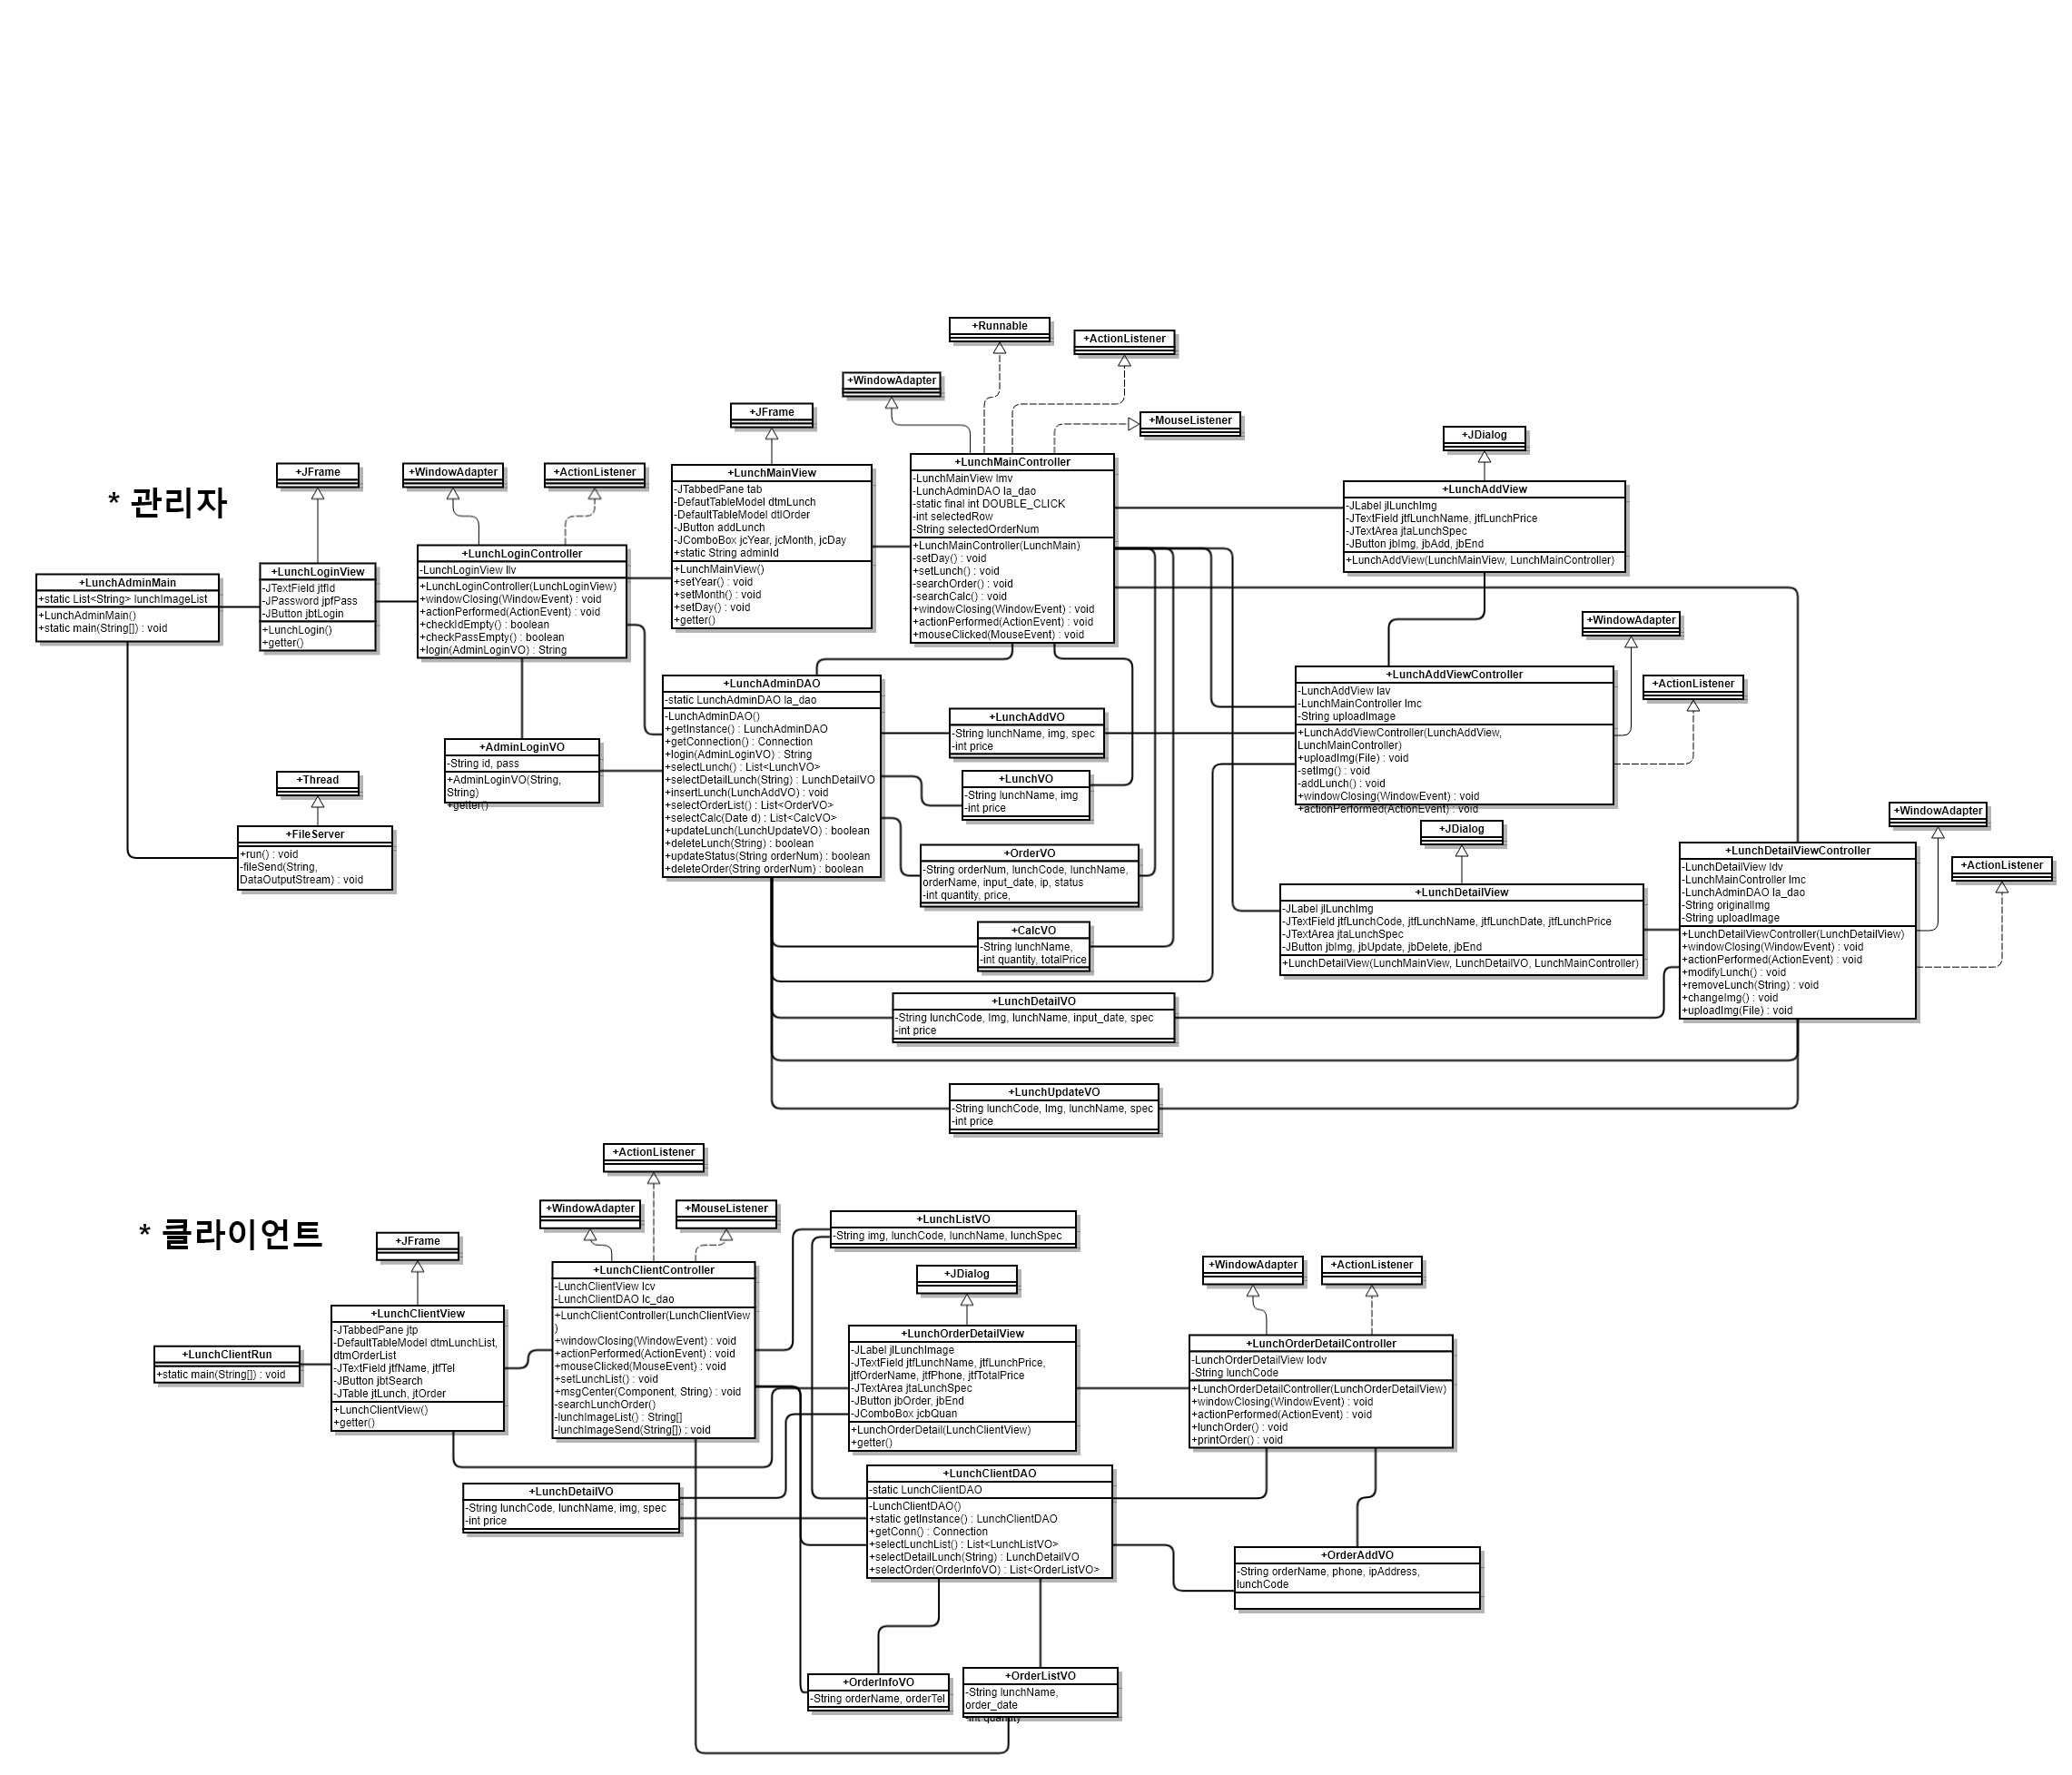 * 관리자
+Runnable
+ActionListener
+WindowAdapter
+JFrame
+MouseListener
+JDialog
+JFrame
+WindowAdapter
+ActionListener
+LunchAdminMain
+static List<String> lunchImageList
+LunchAdminMain()
+static main(String[]) : void
+LunchLoginView
-JTextField jtfId
-JPassword jpfPass
-JButton jbtLogin
+LunchLogin()
+getter()
+LunchLoginController
-LunchLoginView llv
+LunchLoginController(LunchLoginView)
+windowClosing(WindowEvent) : void
+actionPerformed(ActionEvent) : void
+checkIdEmpty() : boolean
+checkPassEmpty() : boolean
+login(AdminLoginVO) : String
+LunchMainView
-JTabbedPane tab
-DefautTableModel dtmLunch
-DefaurtTableModel dtlOrder
-JButton addLunch
-JComboBox jcYear, jcMonth, jcDay
+static String adminId
+LunchMainView()
+setYear() : void
+setMonth() : void
+setDay() : void
+getter()
+LunchMainController
-LunchMainView lmv
-LunchAdminDAO la_dao
-static final int DOUBLE_CLICK
-int selectedRow
-String selectedOrderNum
+LunchMainController(LunchMain)
-setDay() : void
+setLunch() : void
-searchOrder() : void
-searchCalc() : void
+windowClosing(WindowEvent) : void
+actionPerformed(ActionEvent) : void
+mouseClicked(MouseEvent) : void
+LunchAddView
-JLabel jlLunchImg
-JTextField jtfLunchName, jtfLunchPrice
-JTextArea jtaLunchSpec
-JButton jbImg, jbAdd, jbEnd
+LunchAddView(LunchMainView, LunchMainController)
+WindowAdapter
+ActionListener
+LunchAddViewController
-LunchAddView lav
-LunchMainController lmc
-String uploadImage
+LunchAddViewController(LunchAddView,
LunchMainController)
+uploadImg(File) : void
-setImg() : void
-addLunch() : void
+windowClosing(WindowEvent) : void
+actionPerformed(ActionEvent) : void
+AdminLoginVO
-String id, pass
+AdminLoginVO(String,
String)
+getter()
+Thread
+FileServer
+run() : void
-fileSend(String,
DataOutputStream) : void
+LunchAdminDAO
-static LunchAdminDAO la_dao
-LunchAdminDAO()
+getInstance() : LunchAdminDAO
+getConnection() : Connection
+login(AdminLoginVO) : String
+selectLunch() : List<LunchVO>
+selectDetailLunch(String) : LunchDetailVO
+insertLunch(LunchAddVO) : void
+selectOrderList() : List<OrderVO>
+selectCalc(Date d) : List<CalcVO>
+updateLunch(LunchUpdateVO) : boolean
+deleteLunch(String) : boolean
+updateStatus(String orderNum) : boolean
+deleteOrder(String orderNum) : boolean
+LunchAddVO
-String lunchName, img, spec
-int price
+LunchVO
-String lunchName, img
-int price
+OrderVO
-String orderNum, lunchCode, lunchName,
orderName, input_date, ip, status
-int quantity, price,
+CalcVO
-String lunchName,
-int quantity, totalPrice
+LunchDetailVO
-String lunchCode, Img, lunchName, input_date, spec
-int price
+LunchUpdateVO
-String lunchCode, Img, lunchName, spec
-int price
+JDialog
+LunchDetailView
-JLabel jlLunchImg
-JTextField jtfLunchCode, jtfLunchName, jtfLunchDate, jtfLunchPrice
-JTextArea jtaLunchSpec
-JButton jbImg, jbUpdate, jbDelete, jbEnd
+LunchDetailView(LunchMainView, LunchDetailVO, LunchMainController)
+WindowAdapter
+ActionListener
+LunchDetailViewController
-LunchDetailView ldv
-LunchMainController lmc
-LunchAdminDAO la_dao
-String originalImg
-String uploadImage
+LunchDetailViewController(LunchDetailView)
+windowClosing(WindowEvent) : void
+actionPerformed(ActionEvent) : void
+modifyLunch() : void
+removeLunch(String) : void
+changeImg() : void
+uploadImg(File) : void
* 클라이언트
+ActionListener
+WindowAdapter
+MouseListener
+JFrame
+LunchClientRun
+static main(String[]) : void
+LunchClientView
-JTabbedPane jtp
-DefaultTableModel dtmLunchList,
dtmOrderList
-JTextField jtfName, jtfTel
-JButton jbtSearch
-JTable jtLunch, jtOrder
+LunchClientView()
+getter()
+LunchClientController
-LunchClientView lcv
-LunchClientDAO lc_dao
+LunchClientController(LunchClientView
)
+windowClosing(WindowEvent) : void
+actionPerformed(ActionEvent) : void
+mouseClicked(MouseEvent) : void
+setLunchList() : void
+msgCenter(Component, String) : void
-searchLunchOrder()
-lunchImageList() : String[]
-lunchImageSend(String[]) : void
+LunchListVO
-String img, lunchCode, lunchName, lunchSpec
+JDialog
+LunchOrderDetailView
-JLabel jlLunchImage
-JTextField jtfLunchName, jtfLunchPrice,
jtfOrderName, jtfPhone, jtfTotalPrice
-JTextArea jtaLunchSpec
-JButton jbOrder, jbEnd
-JComboBox jcbQuan
+LunchOrderDetail(LunchClientView)
+getter()
+WindowAdapter
+ActionListener
+LunchOrderDetailController
-LunchOrderDetailView lodv
-String lunchCode
+LunchOrderDetailController(LunchOrderDetailView)
+windowClosing(WindowEvent) : void
+actionPerformed(ActionEvent) : void
+lunchOrder() : void
+printOrder() : void
+LunchDetailVO
-String lunchCode, lunchName, img, spec
-int price
+LunchClientDAO
-static LunchClientDAO
-LunchClientDAO()
+static getInstance() : LunchClientDAO
+getConn() : Connection
+selectLunchList() : List<LunchListVO>
+selectDetailLunch(String) : LunchDetailVO
+selectOrder(OrderInfoVO) : List<OrderListVO>
+OrderAddVO
-String orderName, phone, ipAddress,
lunchCode
+OrderInfoVO
-String orderName, orderTel
+OrderListVO
-String lunchName,
order_date
-int quantity